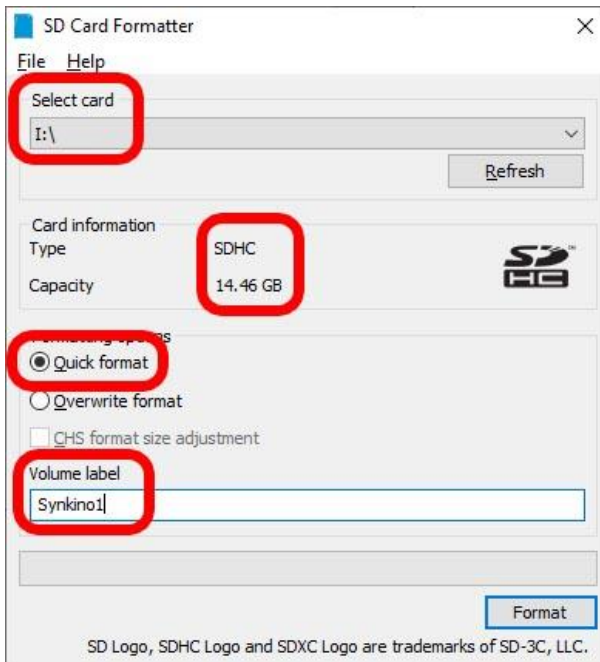 SD Card Formatter
File Help
Select card
I:\
Refresh
Card information
Type SDHC
Capacity 14.46 GB
SD HC
Quick format
Overwrite format
CHS format size adjustment
Volume label
Synkino1
Format
SD Logo, SDHC Logo and SDXC Logo are trademarks of SD-3C, LLC.